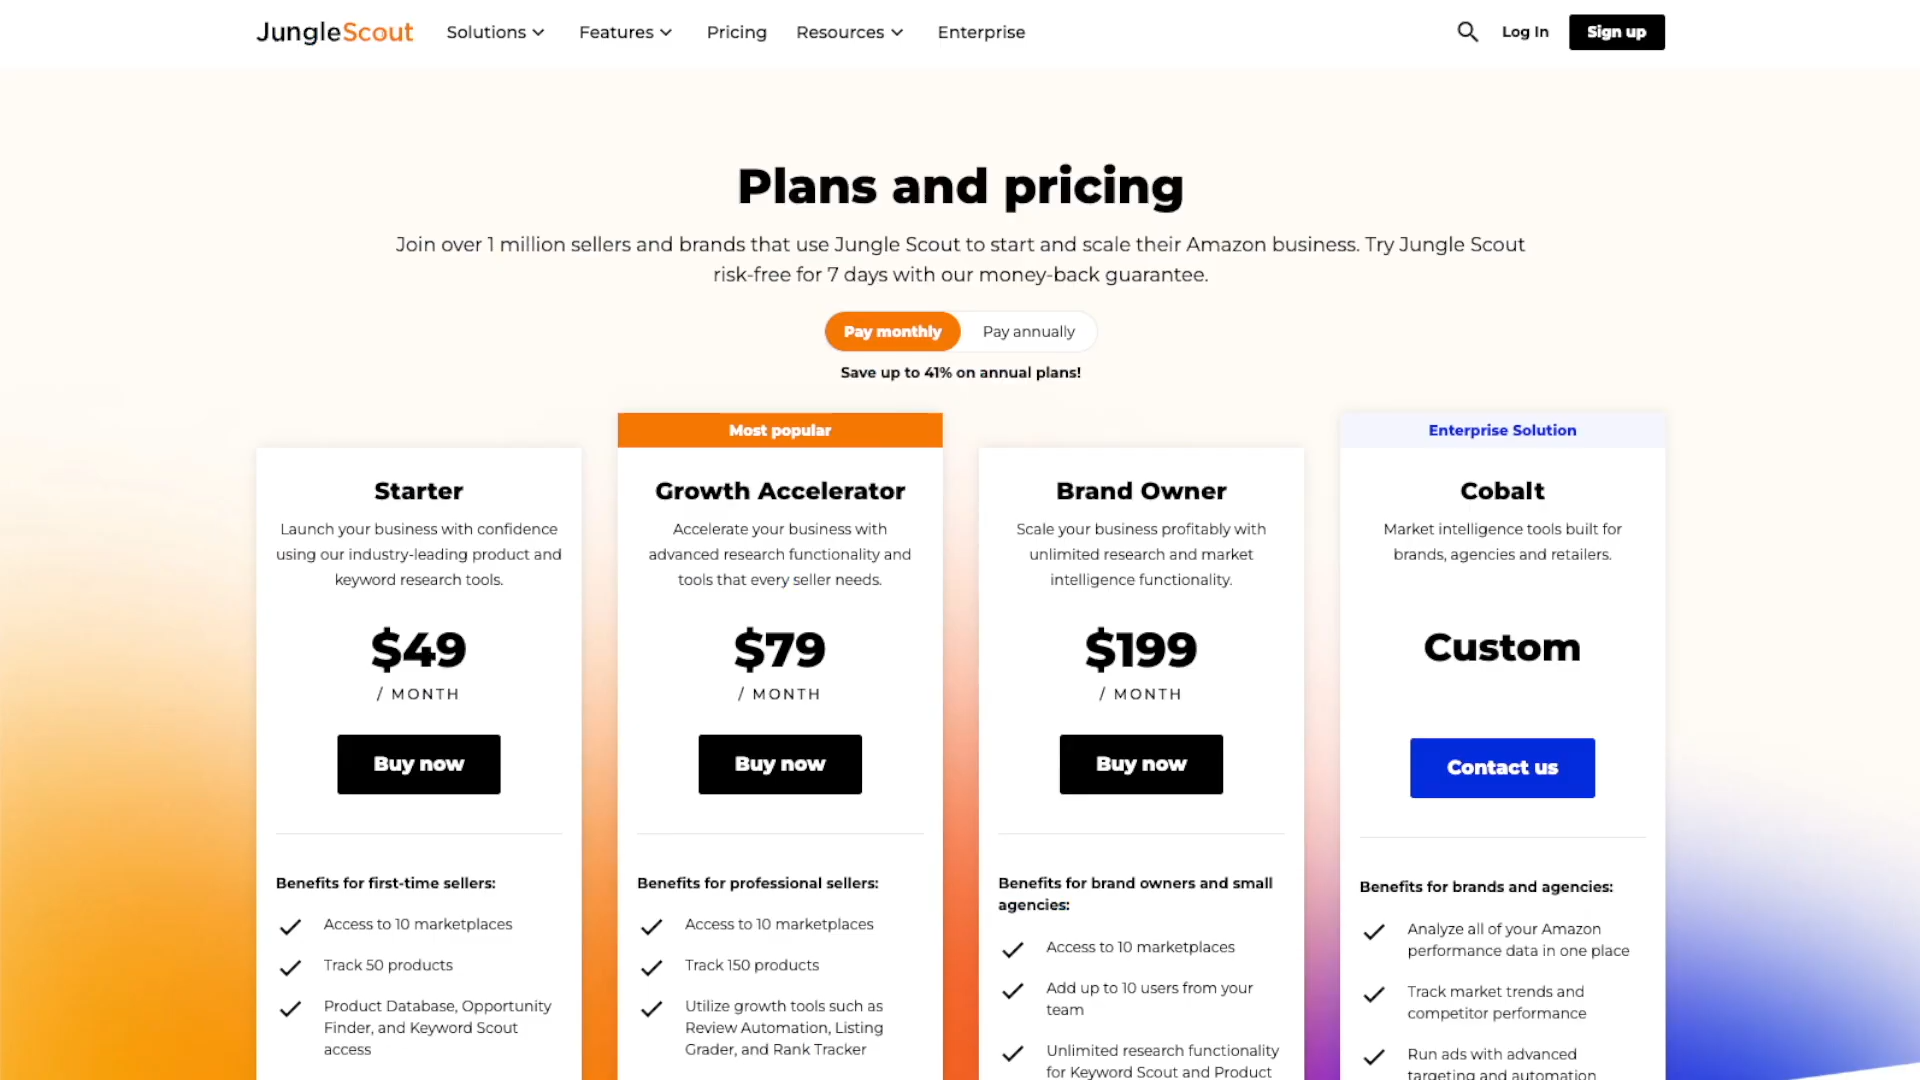 JungleScout
Solutions
Features
Pricing
Resources
Enterprise
Log In
Sign up
Plans and pricing
Join over 1 million sellers and brands that use Jungle Scout to start and scale their Amazon business. Try Jungle Scout
risk-free for 7 days with our money-back guarantee.
Pay monthly
Pay annually
Save up to 41% on annual plans!
Starter
Launch your business with confidence
using our industry-leading product and
keyword research tools.
$49
/ MONTH
Buy now
Benefits for first-time sellers:
Access to 10 marketplaces
Track 50 products
Product Database, Opportunity
Finder, and Keyword Scout
access
Most popular
Growth Accelerator
Accelerate your business with
advanced research functionality and
tools that every seller needs.
$79
/ MONTH
Buy now
Benefits for professional sellers:
Access to 10 marketplaces
Track 150 products
Utilize growth tools such as
Review Automation, Listing
Grader, and Rank Tracker
Brand Owner
Scale your business profitably with
unlimited research and market
intelligence functionality.
$199
/ MONTH
Buy now
Benefits for brand owners and small
agencies:
Access to 10 marketplaces
Add up to 10 users from your
team
Unlimited research functionality
for Keyword Scout and Product
Enterprise Solution
Cobalt
Market intelligence tools built for
brands, agencies and retailers.
Custom
Contact us
Benefits for brands and agencies:
Analyze all of your Amazon
performance data in one place
Track market trends and
competitor performance
Run ads with advanced
targeting and automation